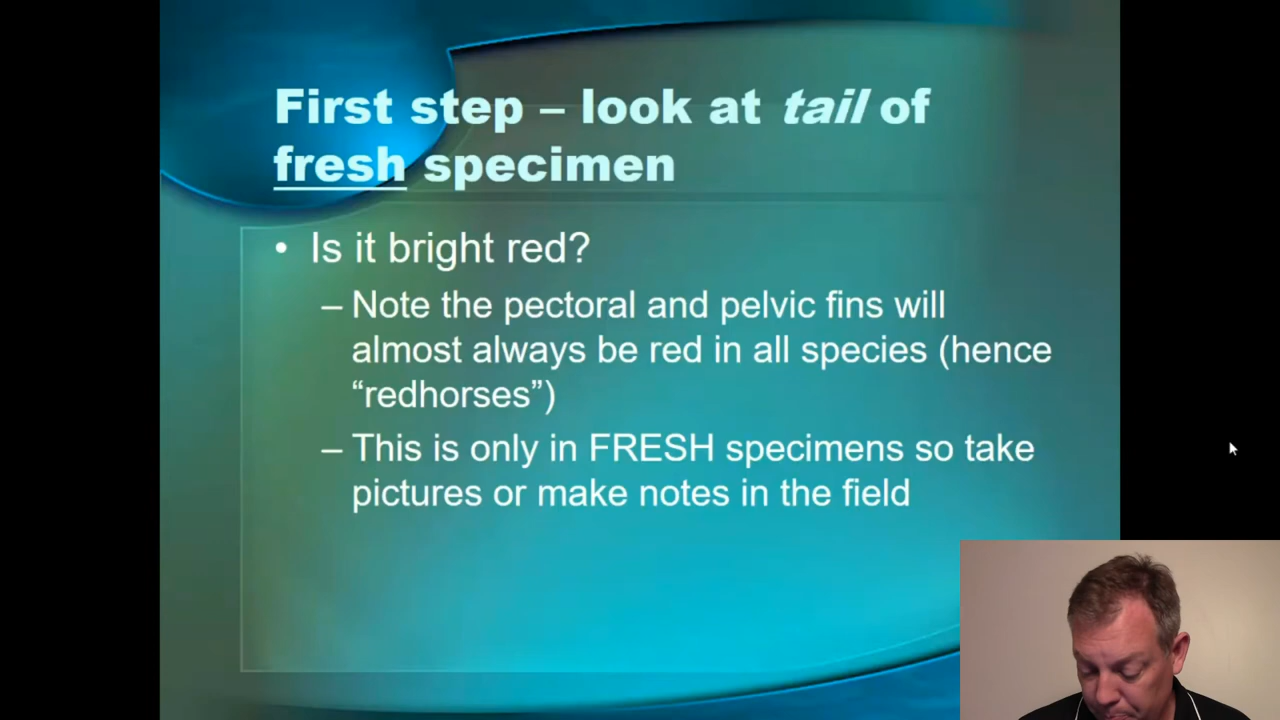 First step – look at tail of
fresh specimen
• Is it bright red?
– Note the pectoral and pelvic fins will
almost always be red in all species (hence
“redhorses”)
– This is only in FRESH specimens so take
pictures or make notes in the field